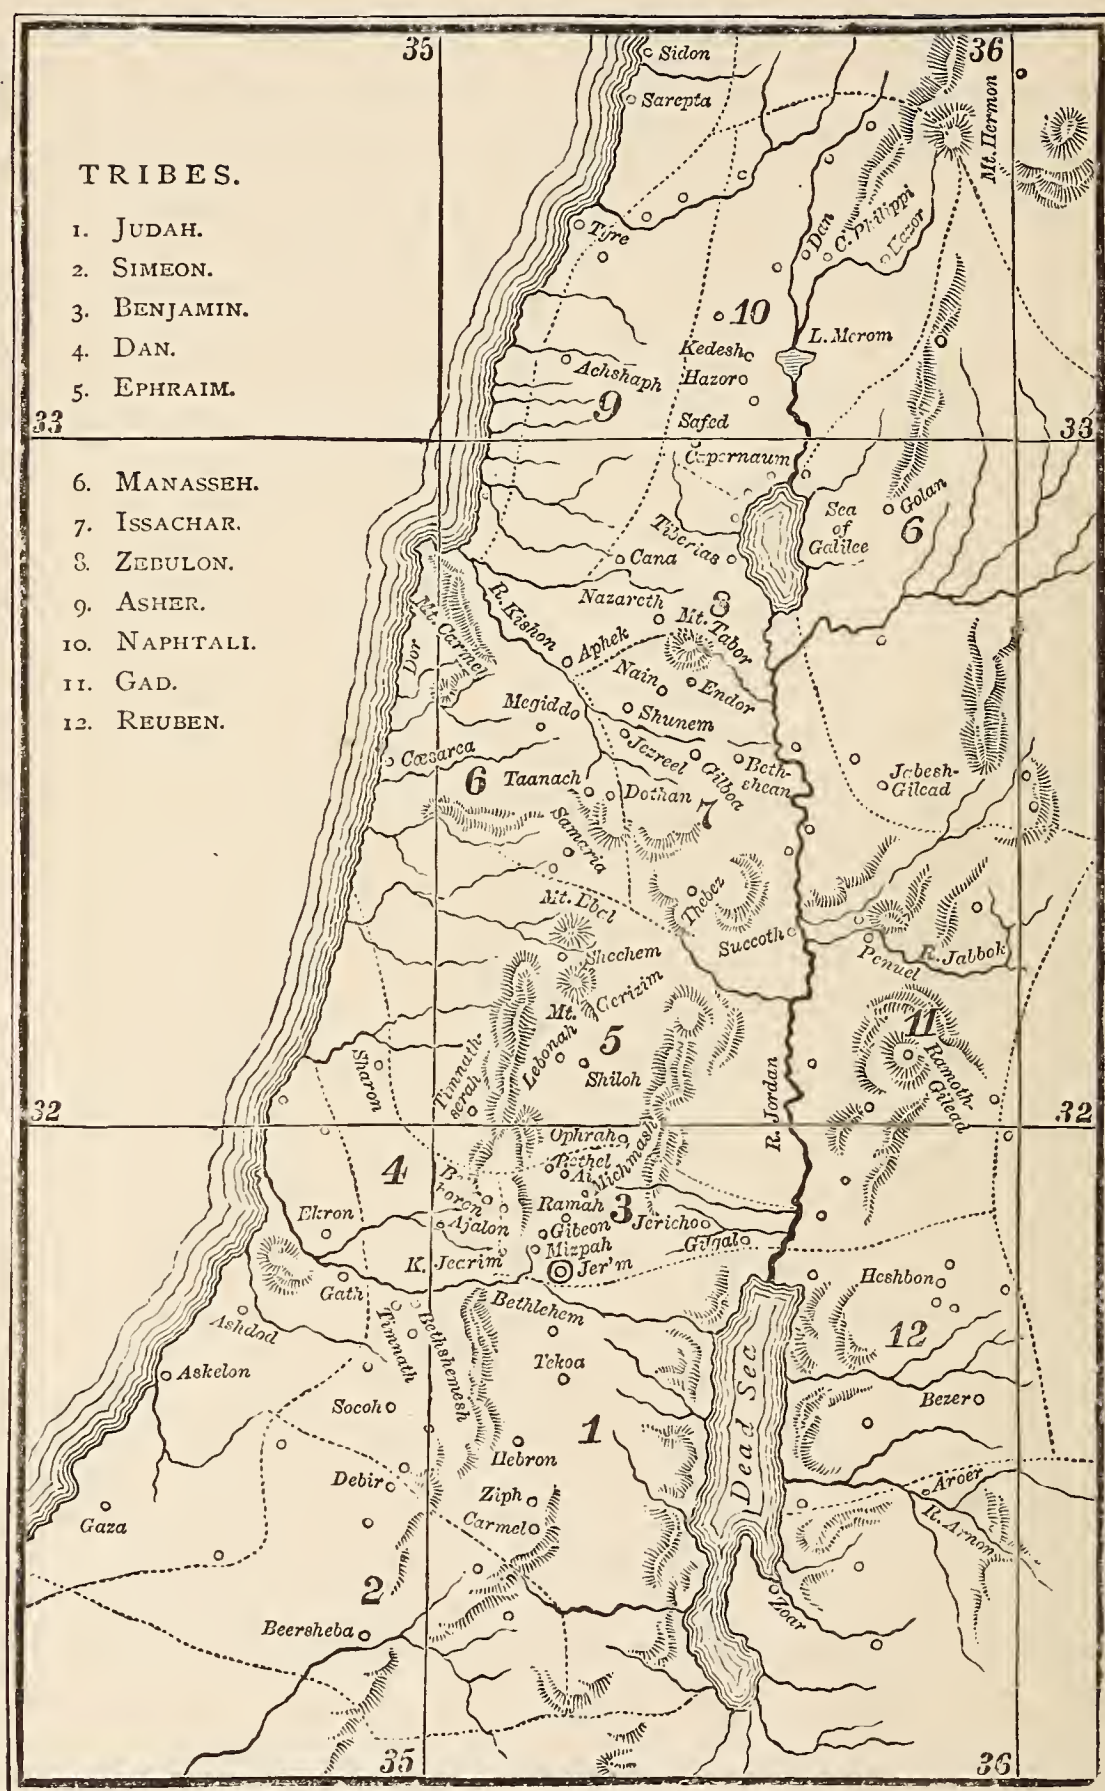 35
36
Sidon
Sarepta
Mt. Hermon
TRIBES.
1. JUDAH.
2. SIMEON.
3. BENJAMIN.
4. DAN.
5. EPHRAIM.
6. MANASSEH.
7. ISSACHAR.
8. ZEBULON.
9. ASHER.
10. NAPHTALI.
11. GAD.
12. REUBEN.
Tyre
Dan
C. Philippi
Hazor
10
L. Merom
Kedesh
Achshaph
Hazor
9
Safed
33
33
Capernaum
Golan
Sea
of
Galilee
6
Tiberias
Cana
R. Kishon
Nazareth
8
Mt. Tabor
Mt. Carmel
Dor
Aphek
Nain
Endor
Megiddo
Shunem
Jezreel
Gilboa
Beth-
shean
Cæsarea
6
Taanach
Dothan
7
Jabesh-
Gilead
Samaria
Thebez
Mt. Ebal
Succoth
Shechem
Penuel
R. Jabbok
Mt.
Gerizim
11
Ramoth-
Gilead
Lebonah
5
Shiloh
Sharon
Timnath-
serah
R. Jordan
32
32
Ophrah
Bethel
Ai
Michmash
4
horon
Ramah
3
Ekron
Ajalon
Gibeon
Jericho
Mizpah
Gilgal
K. Jearim
Jer'm
Gath
Heshbon
Bethlehem
Ashdod
Timnath
Bethshemesh
12
Askelon
Tekoa
Dead Sea
Socoh
Bezer
1
Hebron
Debir
Ziph
Aroer
Gaza
Carmel
R. Arnon
2
Zoar
Beersheba
35
36